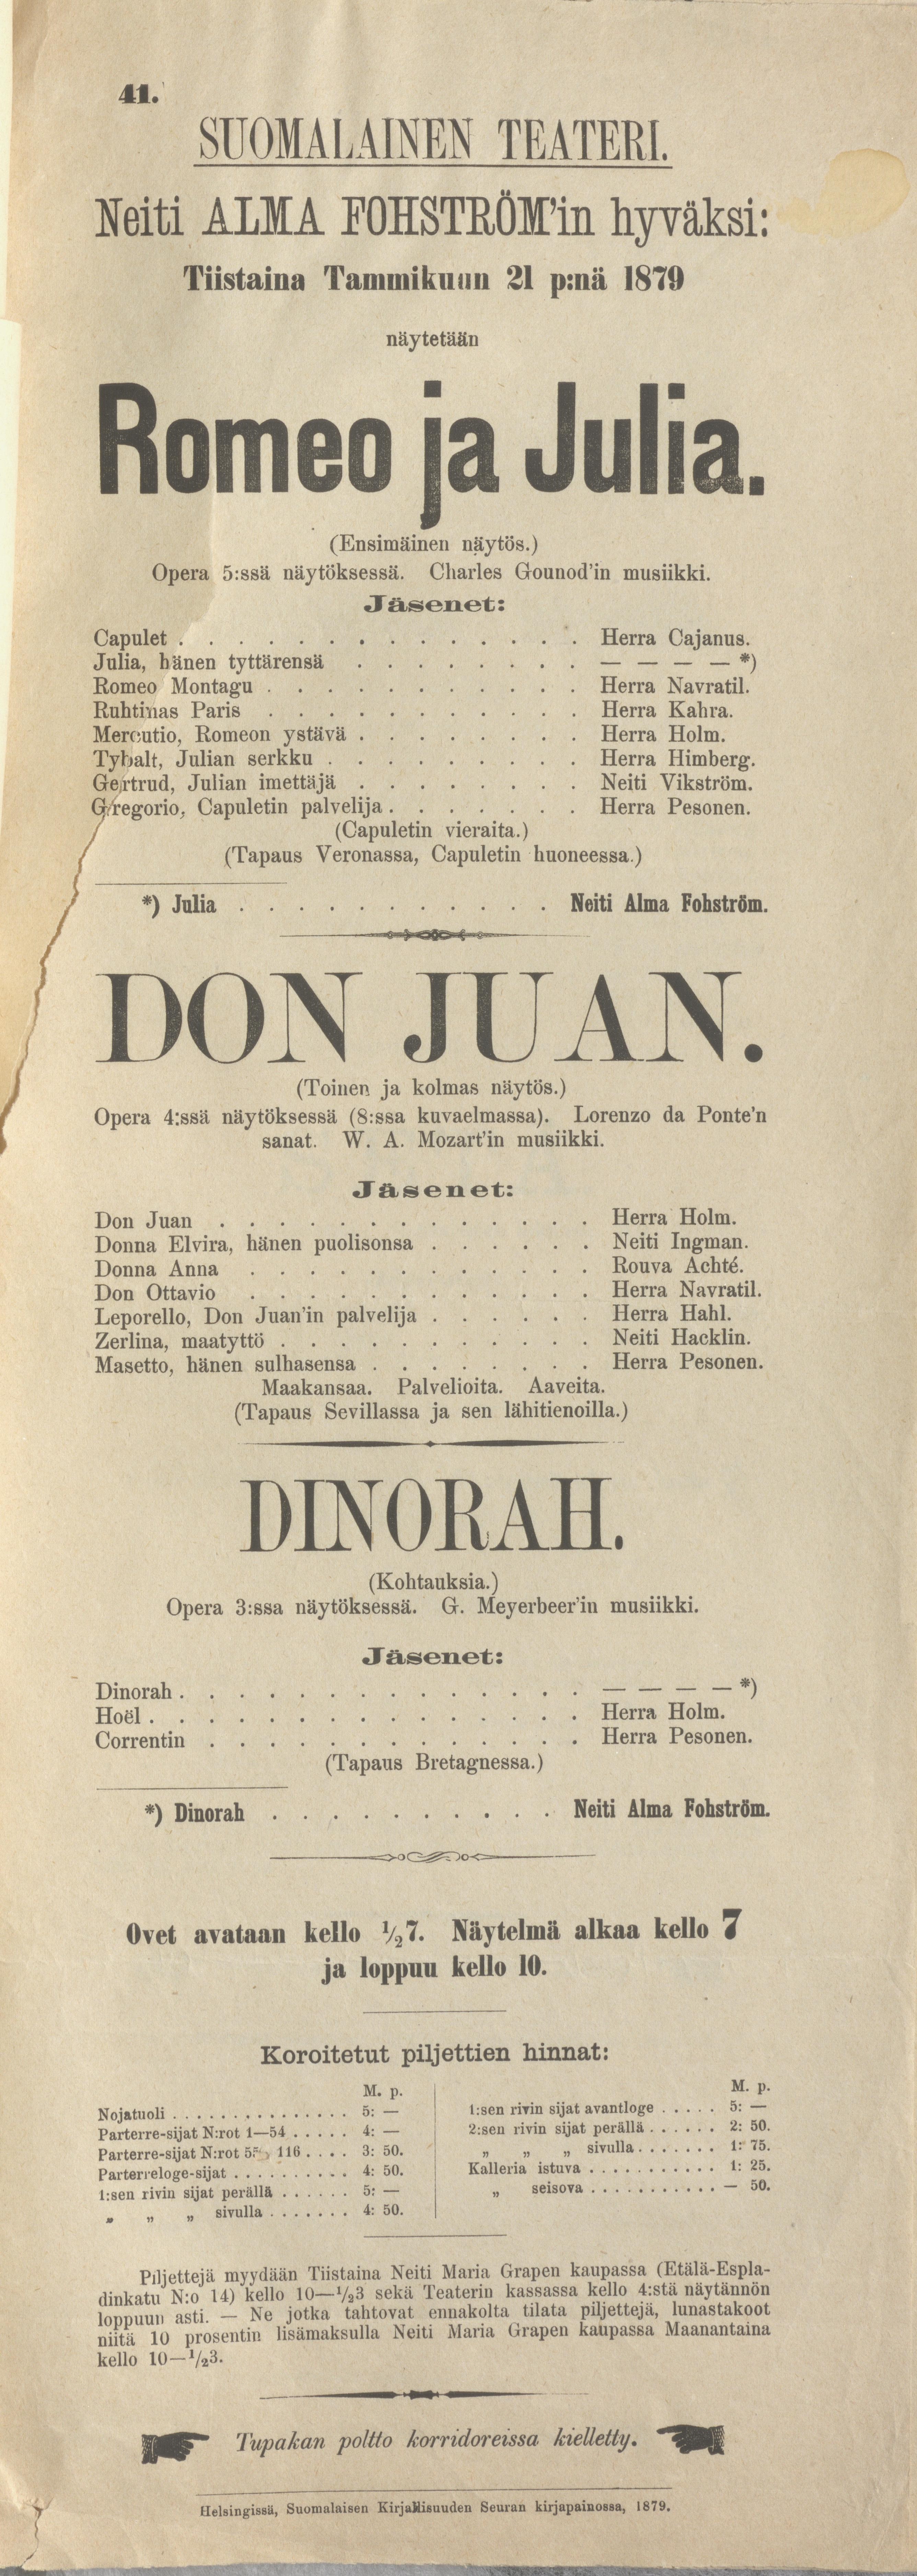 41.
SUOMALAINEN TEATERI.
Neiti ALMA FOHSTRÖM'in hyväksi:
Tiistaina Tammikuun 21 p:nä 1879
näytetään
Romeo ja Julia.
(Ensimäinen näytös.)
Opera 5:ssä näytöksessä. Charles Gounod'in musiikki.
Jäsenet:
Capulet . . . . . . . . . . . . . . Herra Cajanus.
Julia, hänen tyttärensä . . . . . . . . — — — — *)
Romeo Montagu . . . . . . . . . . . Herra Navratil.
Ruhtinas Paris . . . . . . . . . . . Herra Kahra.
Mercutio, Romeon ystävä . . . . . . . . Herra Holm.
Tybalt, Julian serkku . . . . . . . . . Herra Himberg.
Gertrud, Julian imettäjä . . . . . . . . Neiti Vikström.
Gregorio, Capuletin palvelija . . . . . . . Herra Pesonen.
(Capuletin vieraita.)
(Tapaus Veronassa, Capuletin huoneessa.)
*) Julia . . . . . . . . . . . Neiti Alma Fohström.
DON JUAN.
(Toinen ja kolmas näytös.)
Opera 4:ssä näytöksessä (8:ssa kuvaelmassa). Lorenzo da Ponte'n
sanat. W. A. Mozart'in musiikki.
Jäsenet:
Don Juan . . . . . . . . . . . . . Herra Holm.
Donna Elvira, hänen puolisonsa . . . . . . Neiti Ingman.
Donna Anna . . . . . . . . . . . . Rouva Achté.
Don Ottavio . . . . . . . . . . . . Herra Navratil.
Leporello, Don Juan'in palvelija . . . . . . Herra Hahl.
Zerlina, maatyttö . . . . . . . . . . . Neiti Hacklin.
Masetto, hänen sulhasensa . . . . . . . . Herra Pesonen.
Maakansaa. Palvelioita. Aaveita.
(Tapaus Sevillassa ja sen lähitienoilla.)
DINORAH.
(Kohtauksia.)
Opera 3:ssa näytöksessä. G. Meyerbeer'in musiikki.
Jäsenet:
Dinorah . . . . . . . . . . . . . . — — — — *)
Hoël . . . . . . . . . . . . . . . Herra Holm.
Correntin . . . . . . . . . . . . . Herra Pesonen.
(Tapaus Bretagnessa.)
*) Dinorah . . . . . . . . . . Neiti Alma Fohström.
Ovet avataan kello ½7. Näytelmä alkaa kello 7
ja loppuu kello 10.
Koroitetut piljettien hinnat:
M. p.
Nojatuoli . . . . . . . . . . . . . . . 5: —
Parterre-sijat N:rot 1—54 . . . . . 4: —
Parterre-sijat N:rot 55— 116 . . . . 3: 50.
Parterreloge-sijat . . . . . . . . . . 4: 50.
1:sen rivin sijat perällä . . . . . . 5: —
„ „ „ sivulla . . . . . . . 4: 50.
M. p.
1:sen rivin sijat avantloge . . . . . 5: —
2:sen rivin sijat perällä . . . . . . 2: 50.
„ „ „ sivulla . . . . . . . 1: 75.
Kalleria istuva . . . . . . . . . . . 1: 25.
„ seisova . . . . . . . . . . . — 50.
Piljettejä myydään Tiistaina Neiti Maria Grapen kaupassa (Etälä-Espla-
dinkatu N:o 14) kello 10—½3 sekä Teaterin kassassa kello 4:stä näytännön
loppuun asti. — Ne jotka tahtovat ennakolta tilata piljettejä, lunastakoot
niitä 10 prosentin lisämaksulla Neiti Maria Grapen kaupassa Maanantaina
kello 10—½3.
Tupakan poltto korridoreissa kielletty.
Helsingissä, Suomalaisen Kirjallisuuden Seuran kirjapainossa, 1879.